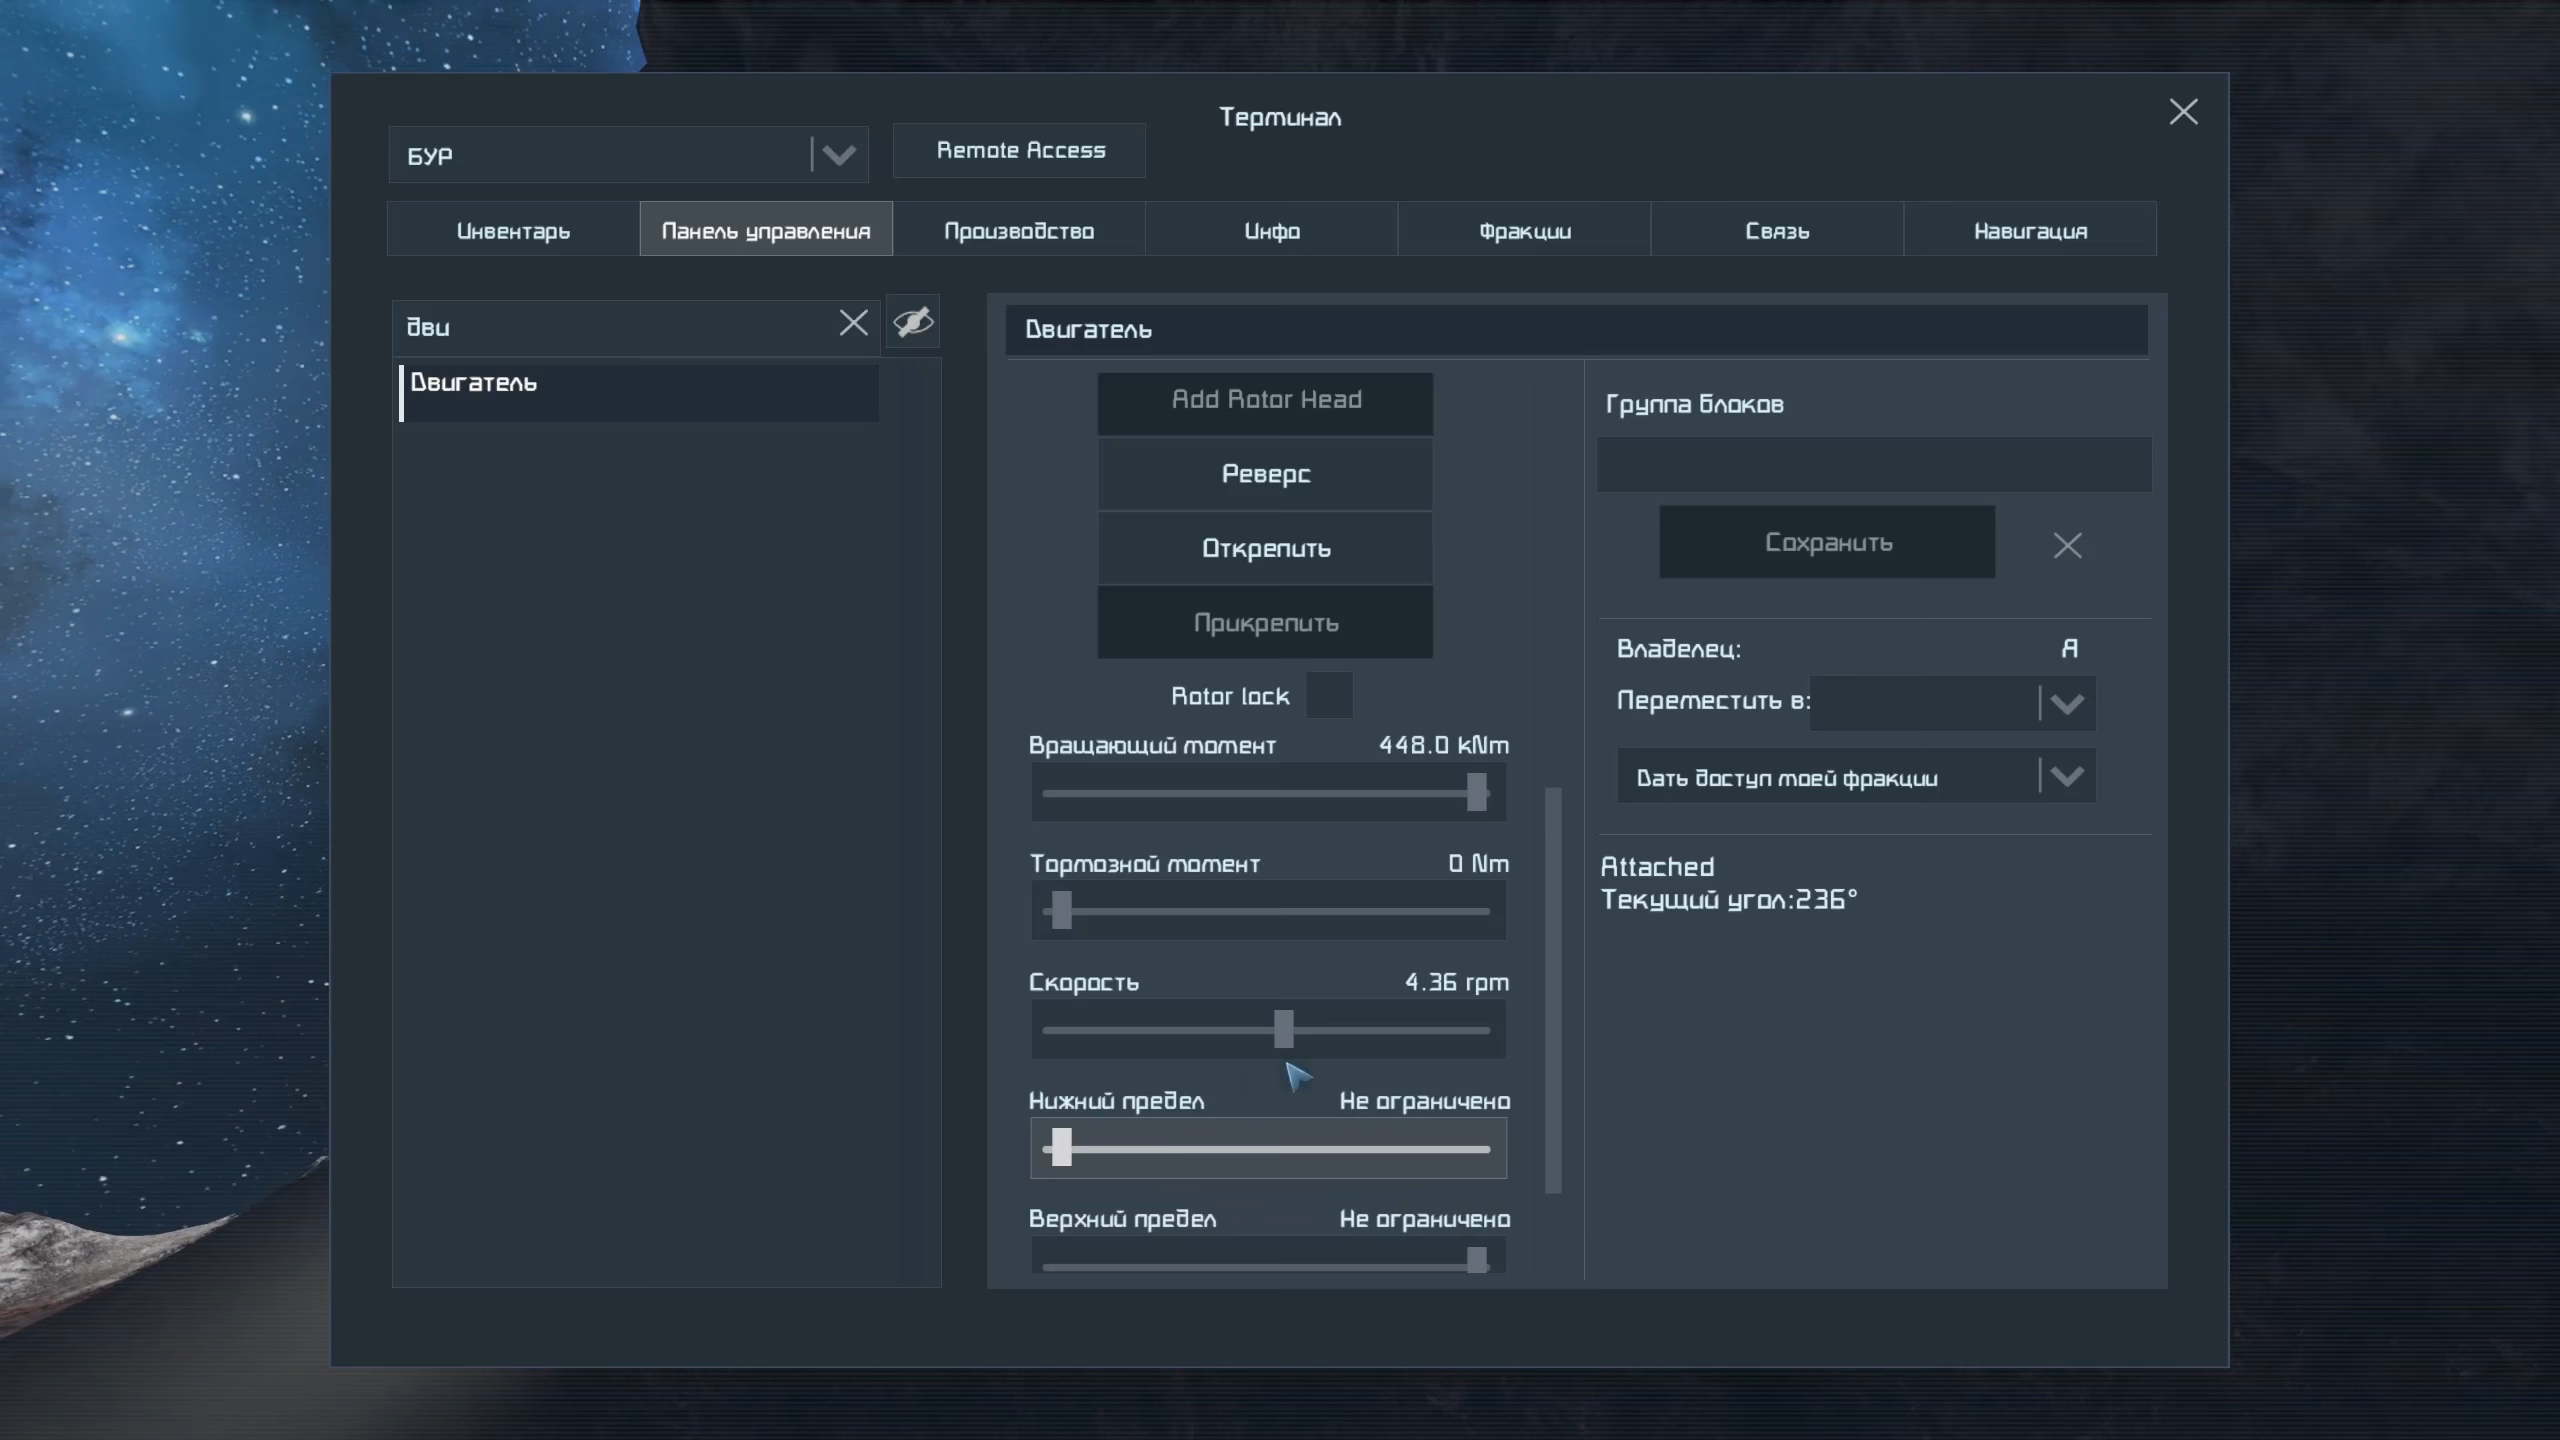 Терминал
БУР
Remote Access
Инвентарь
Панель управления
Производство
Инфо
Фракции
Связь
Навигация
дви
Двигатель
Двигатель
Add Rotor Head
Реверс
Открепить
Прикрепить
Rotor lock
Вращающий момент 448.0 kNm
Тормозной момент 0 Nm
Скорость 4.36 rpm
Нижний предел Не ограничено
Верхний предел Не ограничено
Группа блоков
Сохранить
Владелец: A
Переместить в:
Дать доступ моей фракции
Attached
Текущий угол:236°